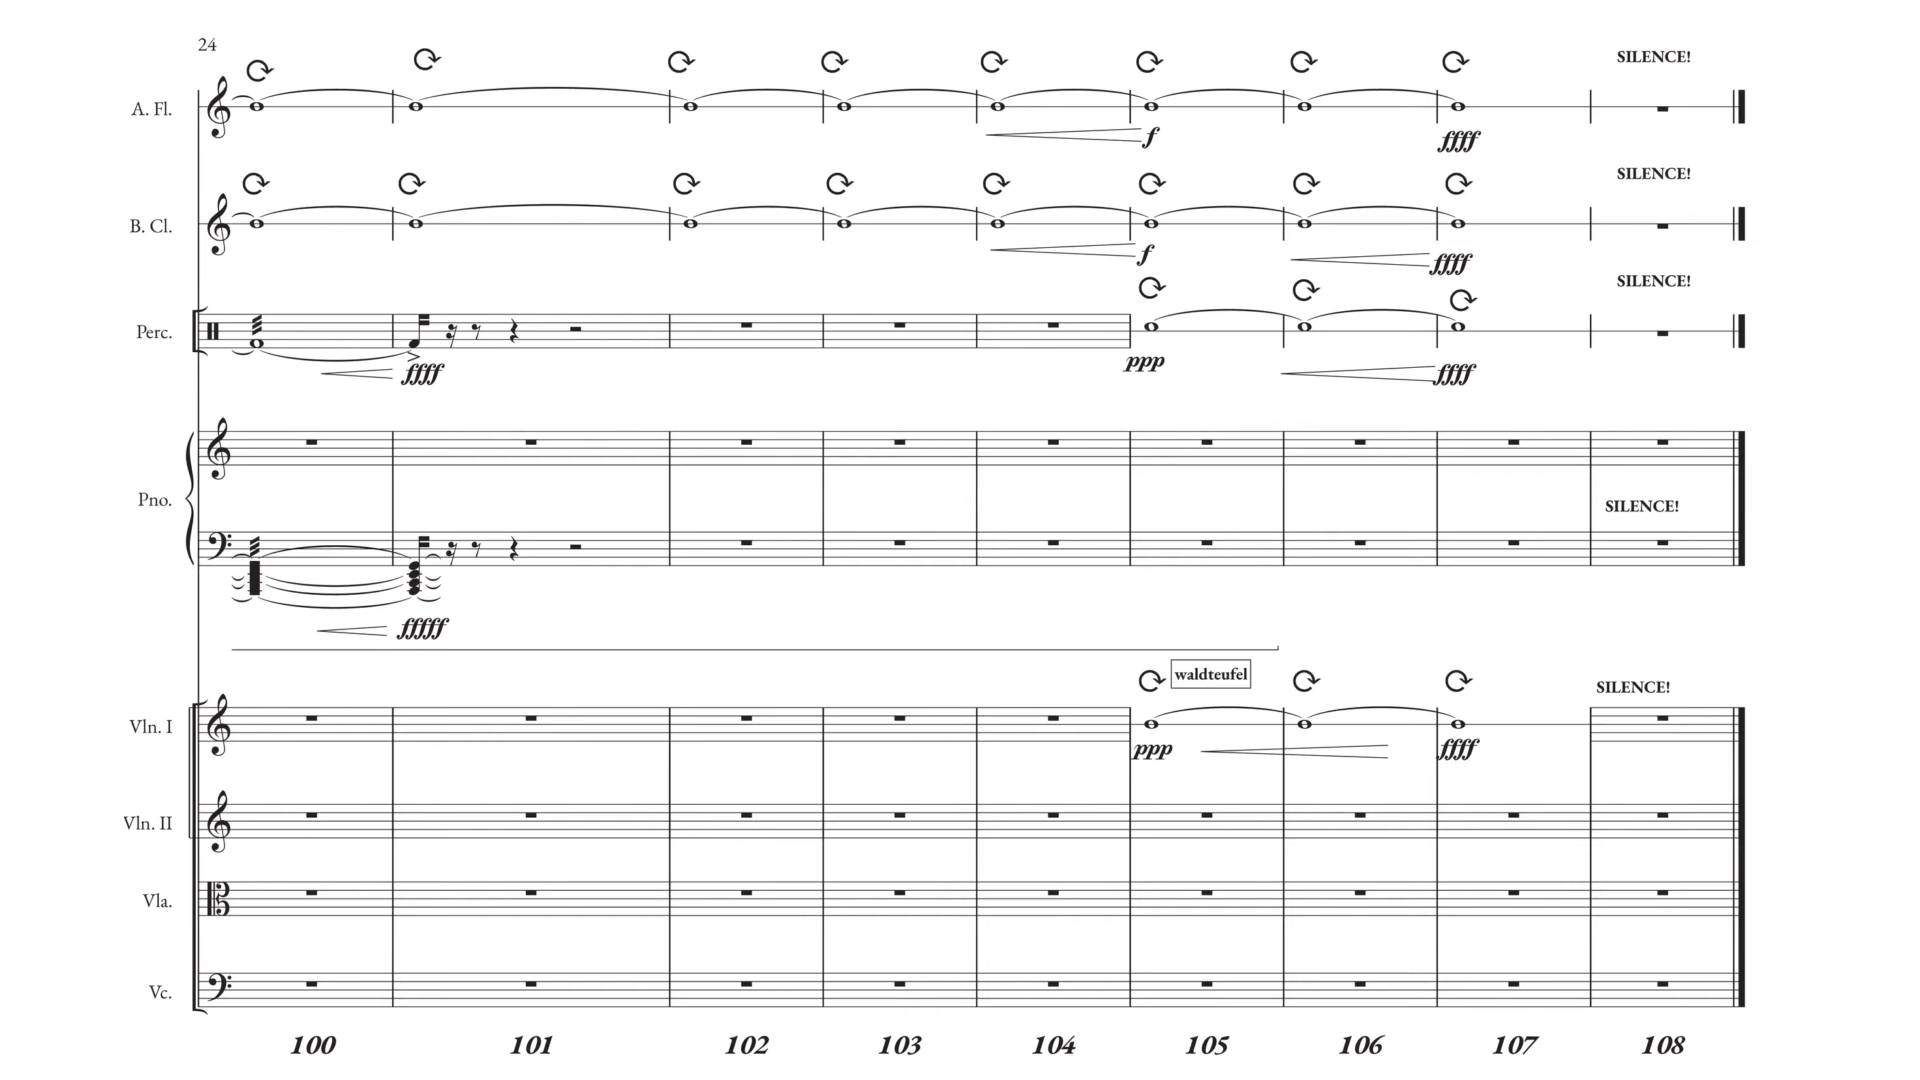 24
SILENCE!
A. Fl.
f
ffff
SILENCE!
B. Cl.
f
ffff
SILENCE!
Perc.
ffff
ppp
ffff
Pno.
SILENCE!
fffff
waldteufel
SILENCE!
Vln. I
ppp
ffff
Vln. II
Vla.
Vc.
100 101 102 103 104 105 106 107 108